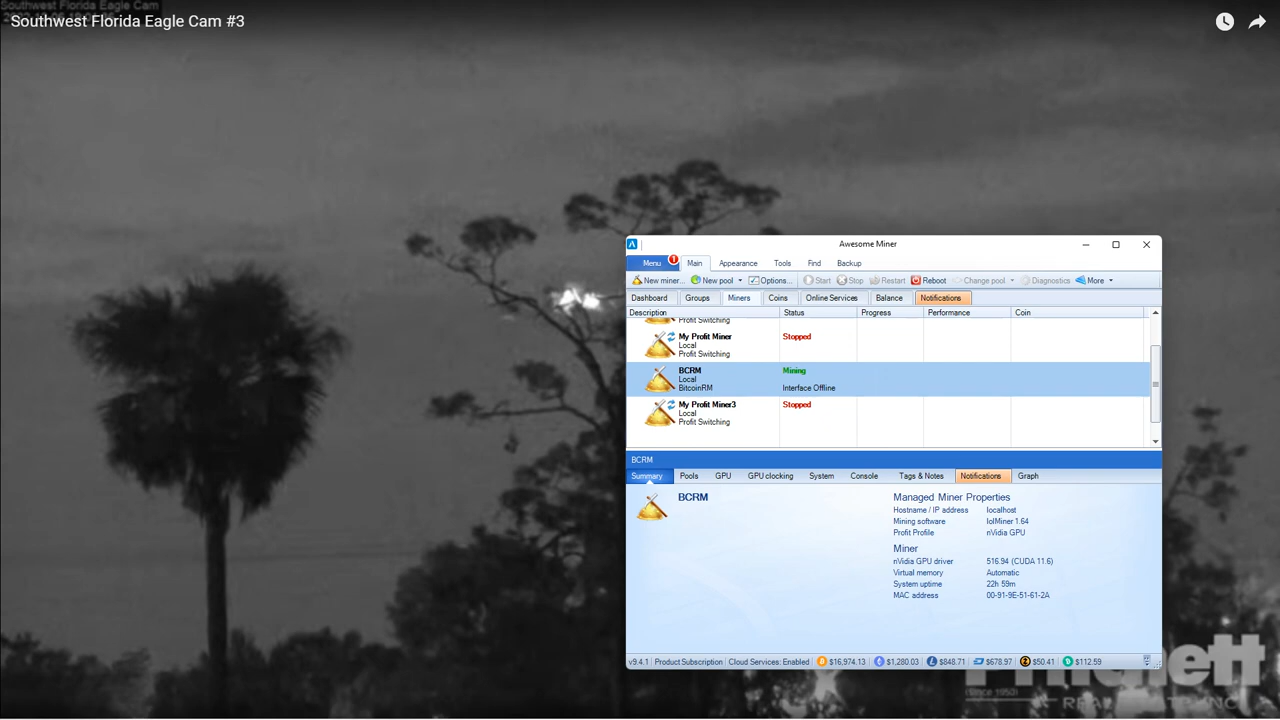 Southwest Florida Eagle Cam
Southwest Florida Eagle Cam #3
Awesome Miner
Menu 1 Main Appearance Tools Find Backup
New miner... New pool Options... Start Stop Restart Reboot Change pool Diagnostics More
Dashboard Groups Miners Coins Online Services Balance Notifications
Description Status Progress Performance Coin
Profit Switching
My Profit Miner Stopped
Local
Profit Switching
BCRM Mining
Local
BitcoinRM Interface Offline
My Profit Miner3 Stopped
Local
Profit Switching
BCRM
Summary Pools GPU GPU clocking System Console Tags & Notes Notifications Graph
BCRM Managed Miner Properties
Hostname / IP address localhost
Mining software lolMiner 1.64
Profit Profile nVidia GPU
Miner
nVidia GPU driver 516.94 (CUDA 11.6)
Virtual memory Automatic
System uptime 22h 59m
MAC address 00-91-9E-51-61-2A
v9.4.1 Product Subscription Cloud Services: Enabled $16,974.13 $1,280.03 $848.71 $678.97 $50.41 $112.59
(since 1950)